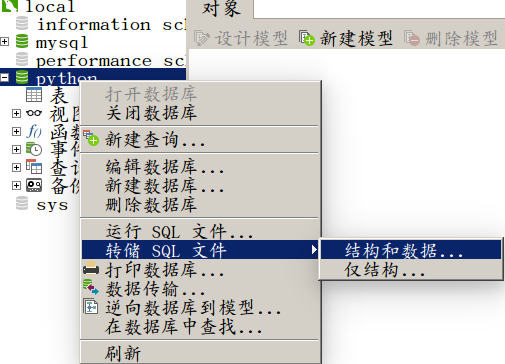 local
对象
information sc
mysql
performance sc
设计模型 新建模型 删除模型
python
表
视图
函数
事件
查询
备份
sys
打开数据库
关闭数据库
新建查询...
编辑数据库...
新建数据库...
删除数据库
运行 SQL 文件...
转储 SQL 文件
结构和数据...
仅结构...
打印数据库...
数据传输...
逆向数据库到模型...
在数据库中查找...
刷新